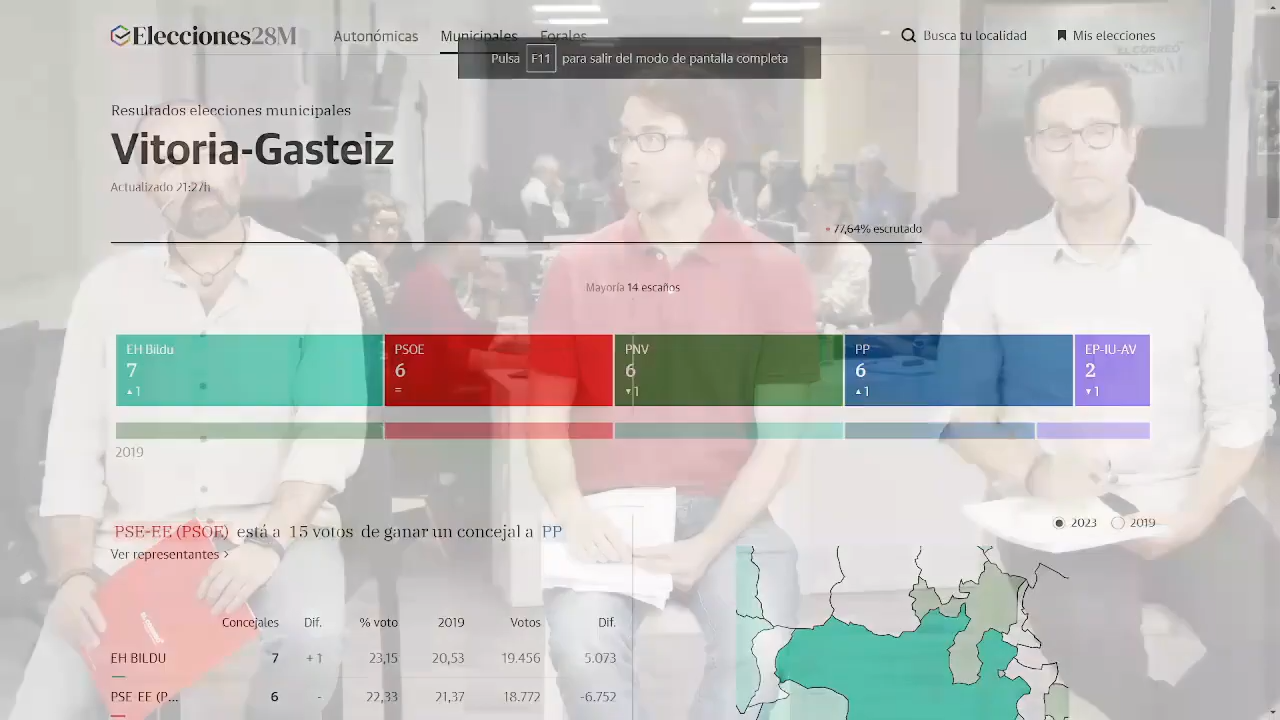 Elecciones28M
Autonómicas Municipales Forales
Busca tu localidad Mis elecciones
EL CORREO
Pulsa F11 para salir del modo de pantalla completa
Resultados elecciones municipales
Vitoria-Gasteiz
Actualizado 21:27h
77,64% escrutado
Mayoría 14 escaños
EH Bildu PSOE PNV PP EP-IU-AV
7 6 6 6 2
▲1 = ▼1 ▲1 ▼1
2019
2023 2019
PSE-EE (PSOE) está a 15 votos de ganar un concejal a PP
Ver representantes >
EL CORREO
Concejales Dif. % voto 2019 Votos Dif.
EH BILDU 7 +1 23,15 20,53 19.456 5.073
PSE-EE (P... 6 - 22,33 21,37 18.772 -6.752